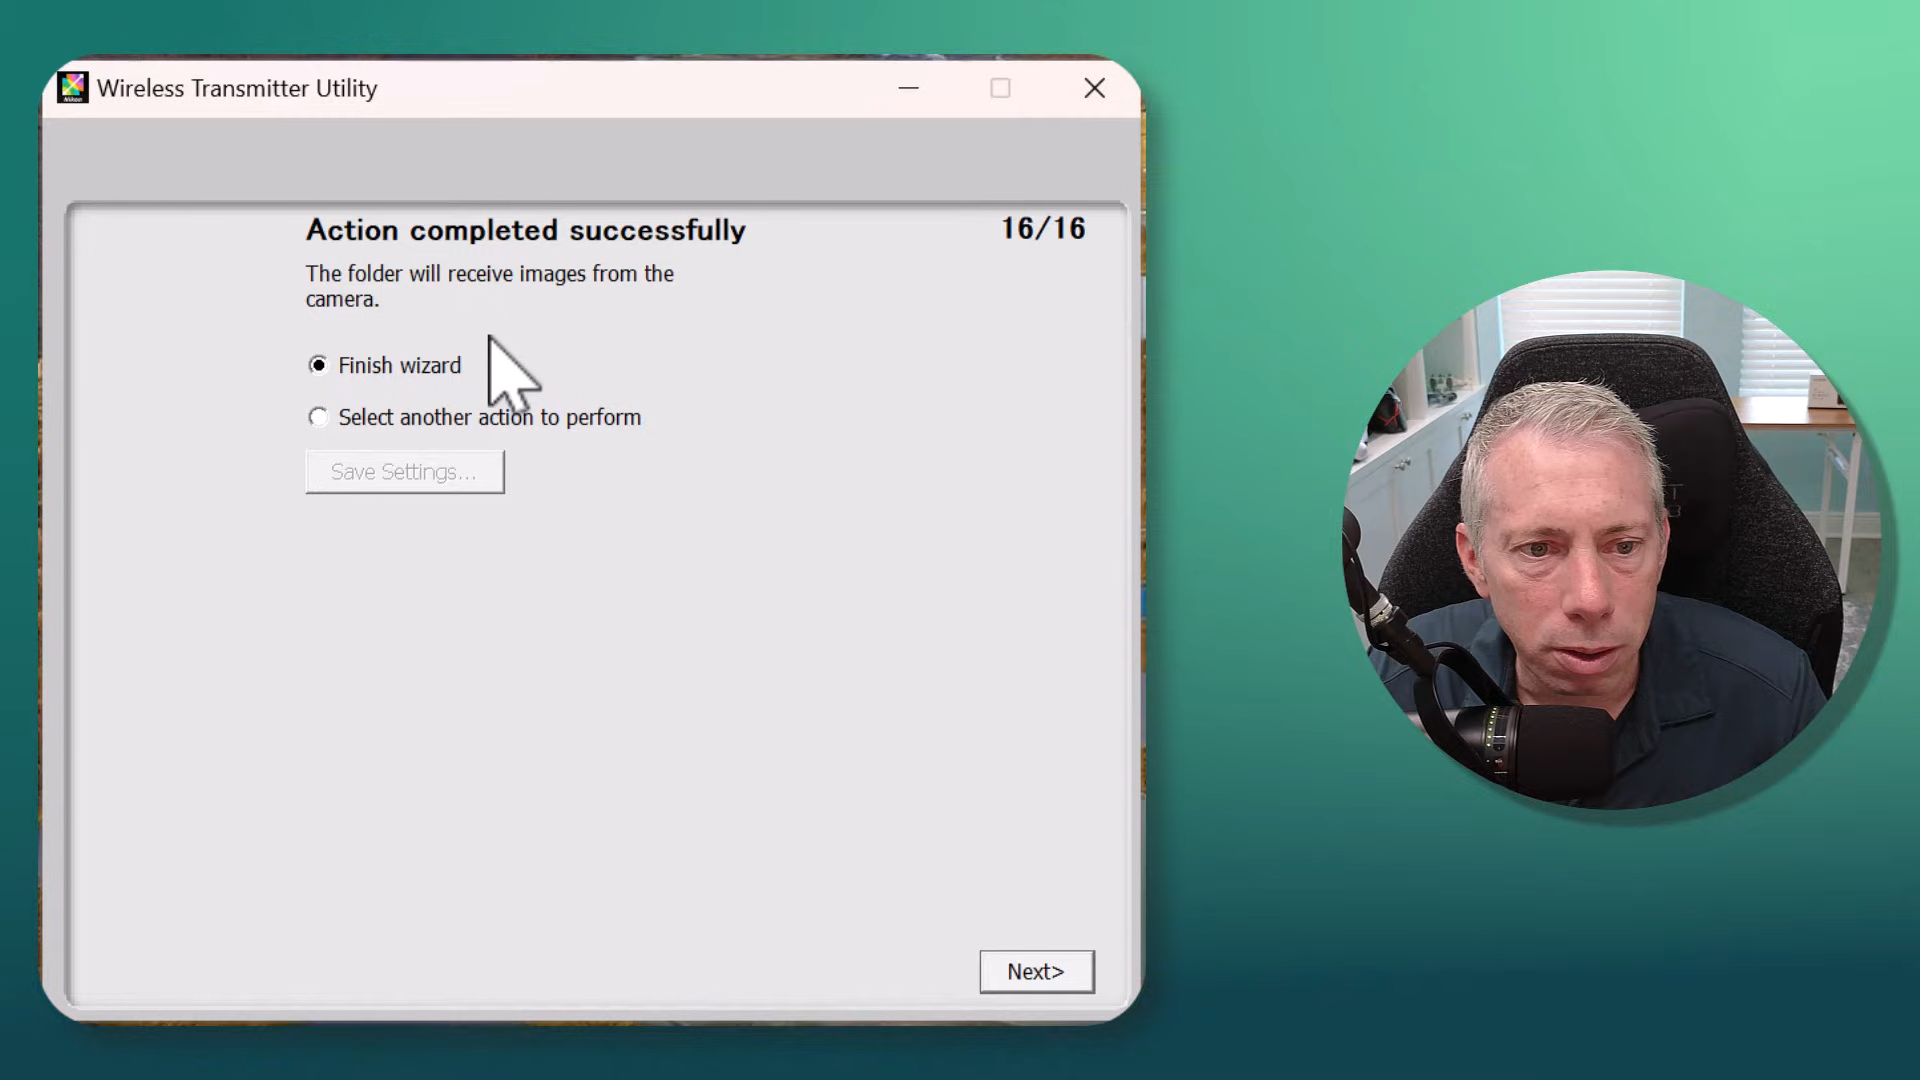 Wireless Transmitter Utility
Action completed successfully
16/16
The folder will receive images from the
camera.
Finish wizard
Select another action to perform
Save Settings...
Next>